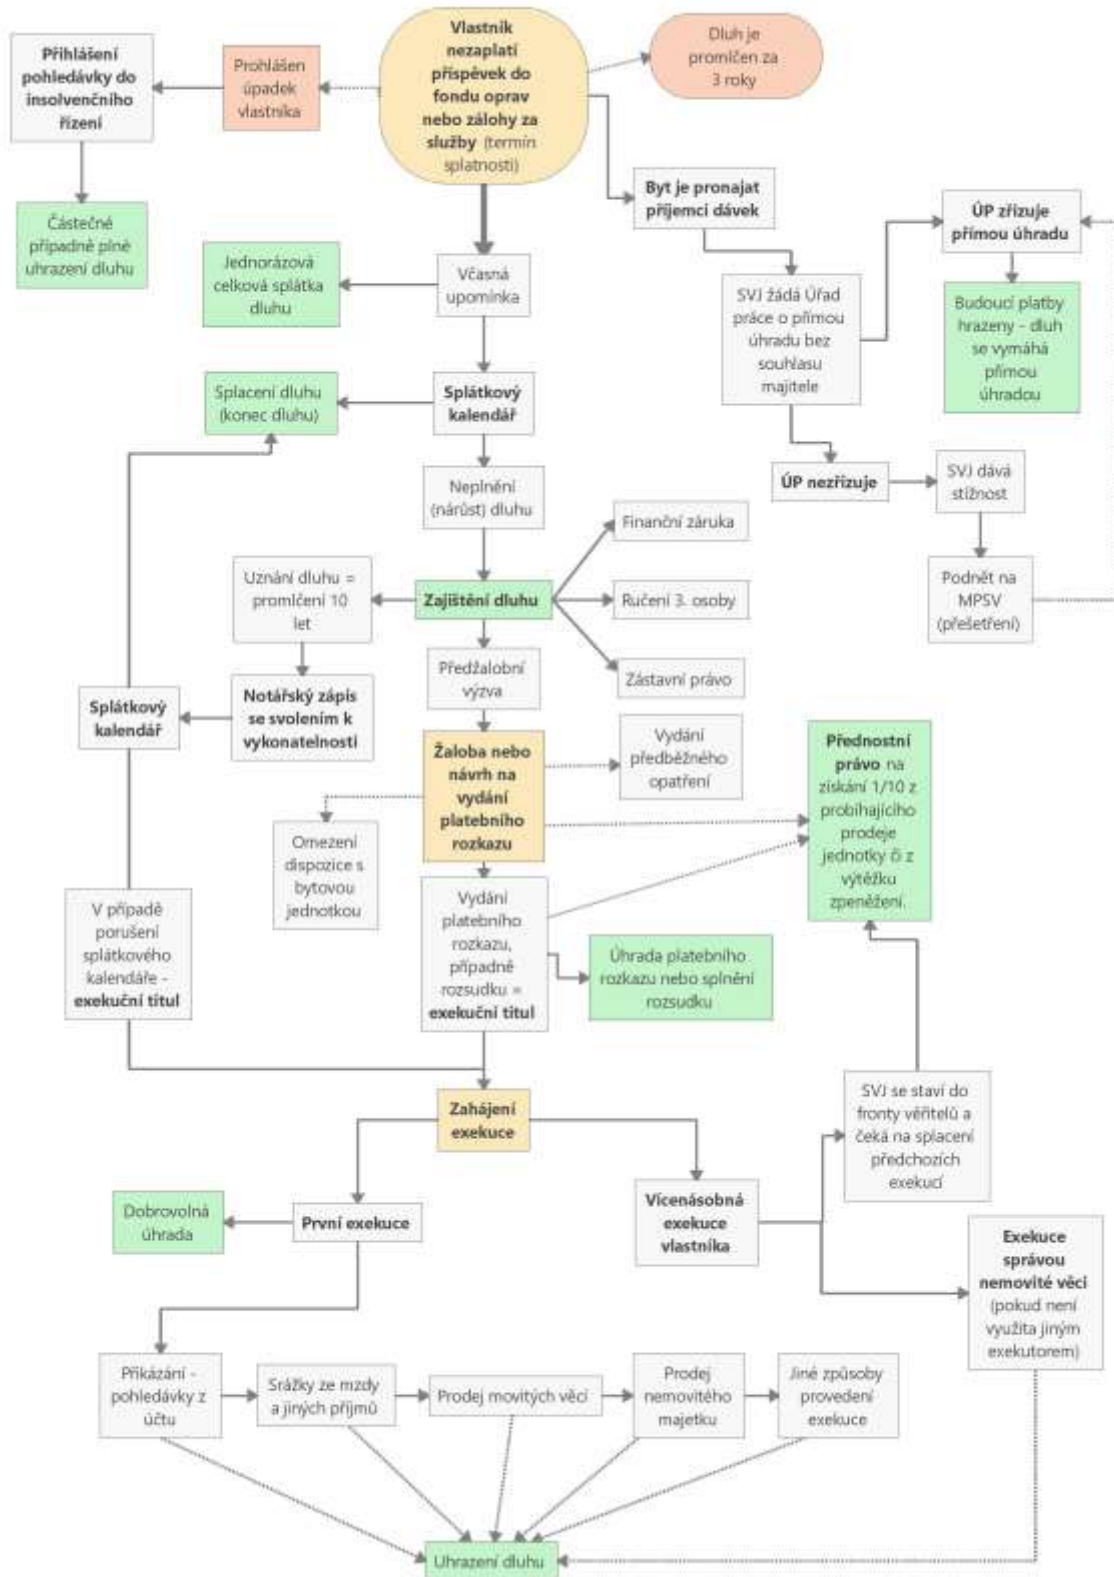 Vlastník
nezaplatí
příspěvek do
fondu oprav
nebo zálohy za
služby (termín
splatnosti)
Dluh je
promlčen za
3 roky
Přihlášení
pohledávky do
insolvenčního
řízení
Prohlášen
úpadek
vlastníka
Částečné
případně plné
uhrazení dluhu
Byt je pronajat
příjemci dávek
ÚP zřizuje
přímou úhradu
Jednorázová
celková splátka
dluhu
Včasná
upomínka
SVJ žádá Úřad
práce o přímou
úhradu bez
souhlasu
majitele
Budoucí platby
hrazeny - dluh
se vymáhá
přímou
úhradou
Splacení dluhu
(konec dluhu)
Splátkový
kalendář
ÚP nezřizuje
SVJ dává
stížnost
Neplnění
(nárůst) dluhu
Finanční záruka
Uznání dluhu =
promlčení 10
let
Zajištění dluhu
Ručení 3. osoby
Podnět na
MPSV
(přešetření)
Předžalobní
výzva
Zástavní právo
Splátkový
kalendář
Notářský zápis
se svolením k
vykonatelnosti
Žaloba nebo
návrh na
vydání
platebního
rozkazu
Vydání
předběžného
opatření
Přednostní
právo na
získání 1/10 z
probíhajícího
prodeje
jednotky či z
výtěžku
zpeněžení.
Omezení
dispozice s
bytovou
jednotkou
V případě
porušení
splátkového
kalendáře -
exekuční titul
Vydání
platebního
rozkazu,
případně
rozsudku =
exekuční titul
Úhrada platebního
rozkazu nebo splnění
rozsudku
Zahájení
exekuce
SVJ se staví do
fronty věřitelů a
čeká na splacení
předchozích
exekucí
Dobrovolná
úhrada
První exekuce
Vícenásobná
exekuce
vlastníka
Exekuce
správou
nemovité věci
(pokud není
využita jiným
exekutorem)
Přikázání -
pohledávky z
účtu
Srážky ze mzdy
a jiných příjmů
Prodej movitých věcí
Prodej
nemovitého
majetku
Jiné způsoby
provedení
exekuce
Uhrazení dluhu